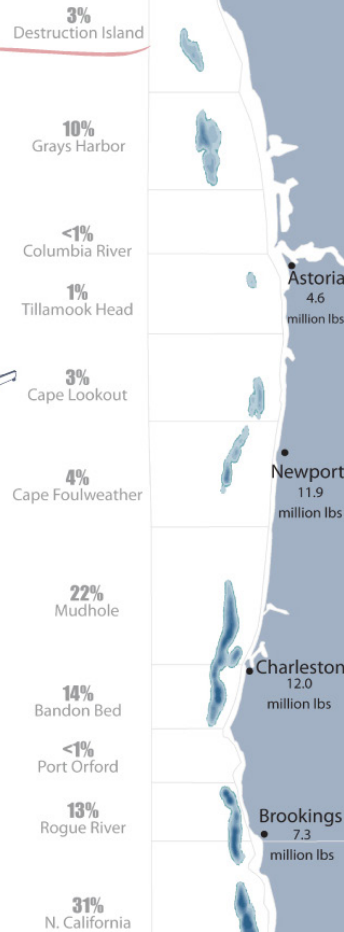 3%
Destruction Island
10%
Grays Harbor
<1%
Columbia River
1%
Tillamook Head
3%
Cape Lookout
4%
Cape Foulweather
22%
Mudhole
14%
Bandon Bed
<1%
Port Orford
13%
Rogue River
31%
N. California
Astoria
4.6
million lbs
Newport
11.9
million lbs
Charleston
12.0
million lbs
Brookings
7.3
million lbs